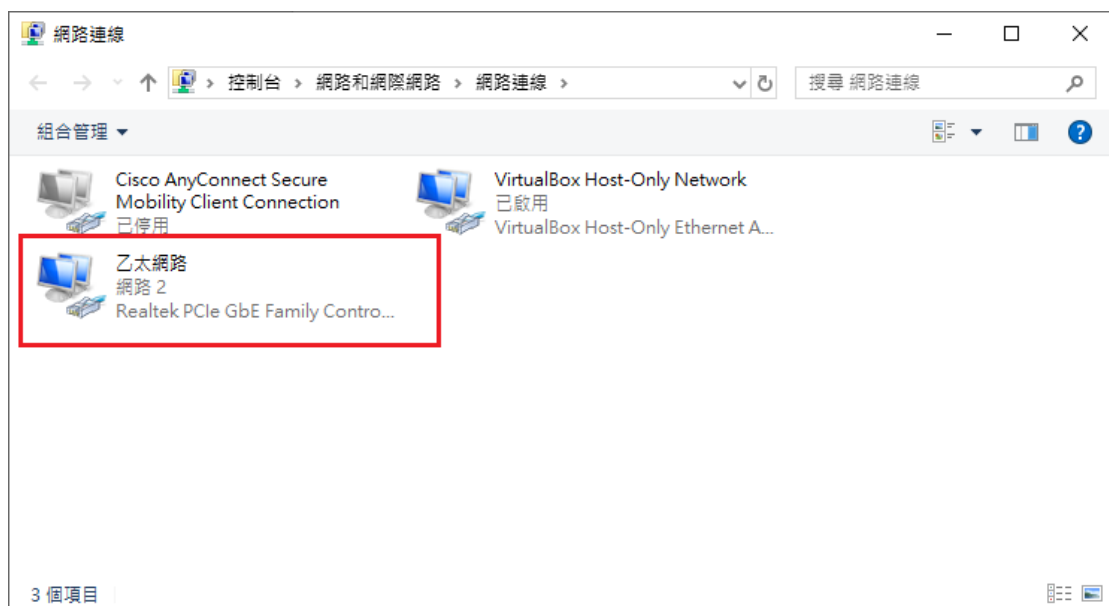 網路連線
控制台 › 網路和網際網路 › 網路連線 ›
搜尋 網路連線
組合管理
Cisco AnyConnect Secure
Mobility Client Connection
已停用
VirtualBox Host-Only Network
已啟用
VirtualBox Host-Only Ethernet A...
乙太網路
網路 2
Realtek PCIe GbE Family Contro...
3 個項目